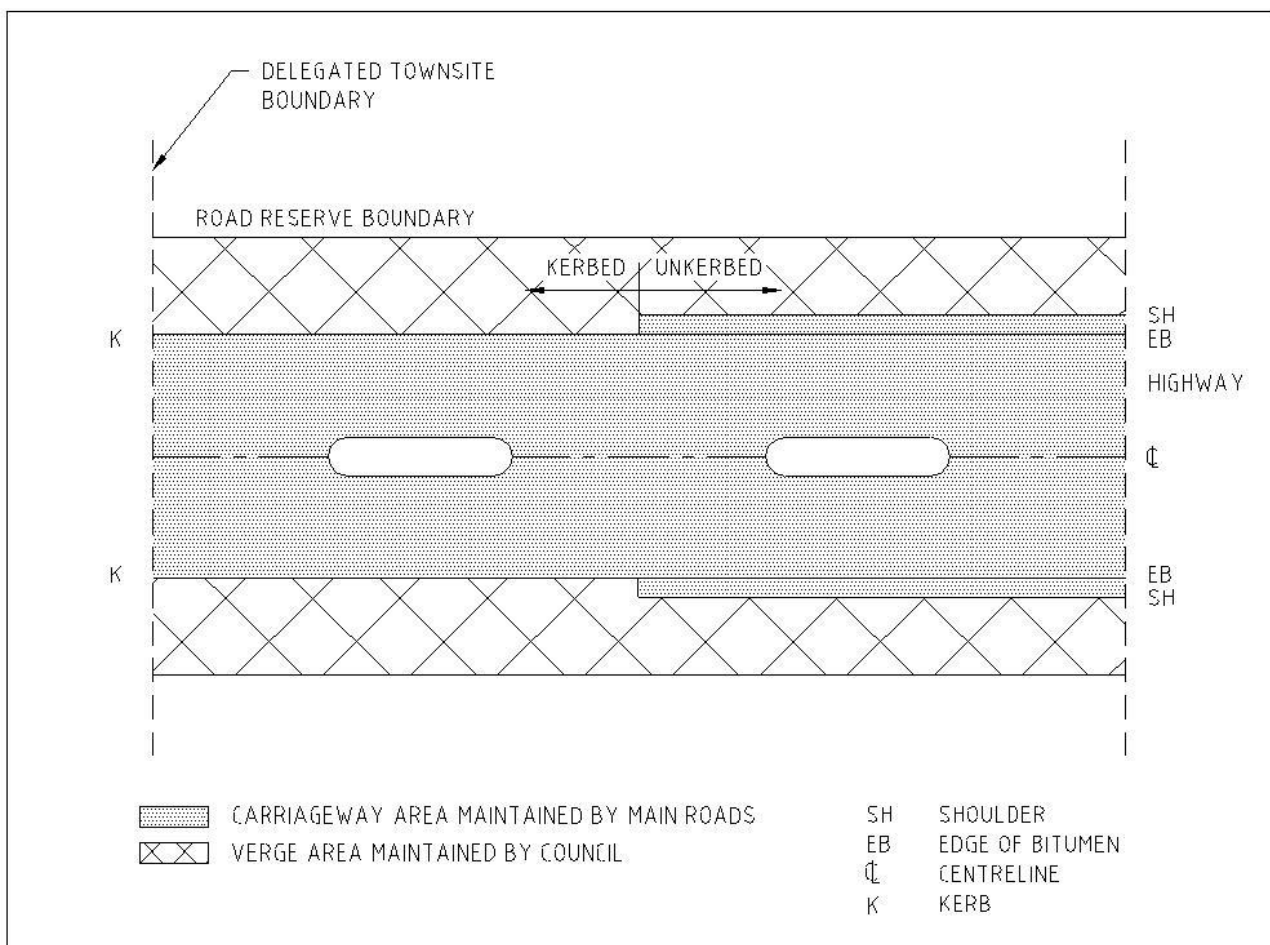 DELEGATED TOWNSITE
BOUNDARY
ROAD RESERVE BOUNDARY
KERBED
UNKERBED
SH
K
EB
HIGHWAY
℄
K
EB
SH
CARRIAGEWAY AREA MAINTAINED BY MAIN ROADS
VERGE AREA MAINTAINED BY COUNCIL
SH SHOULDER
EB EDGE OF BITUMEN
℄ CENTRELINE
K KERB